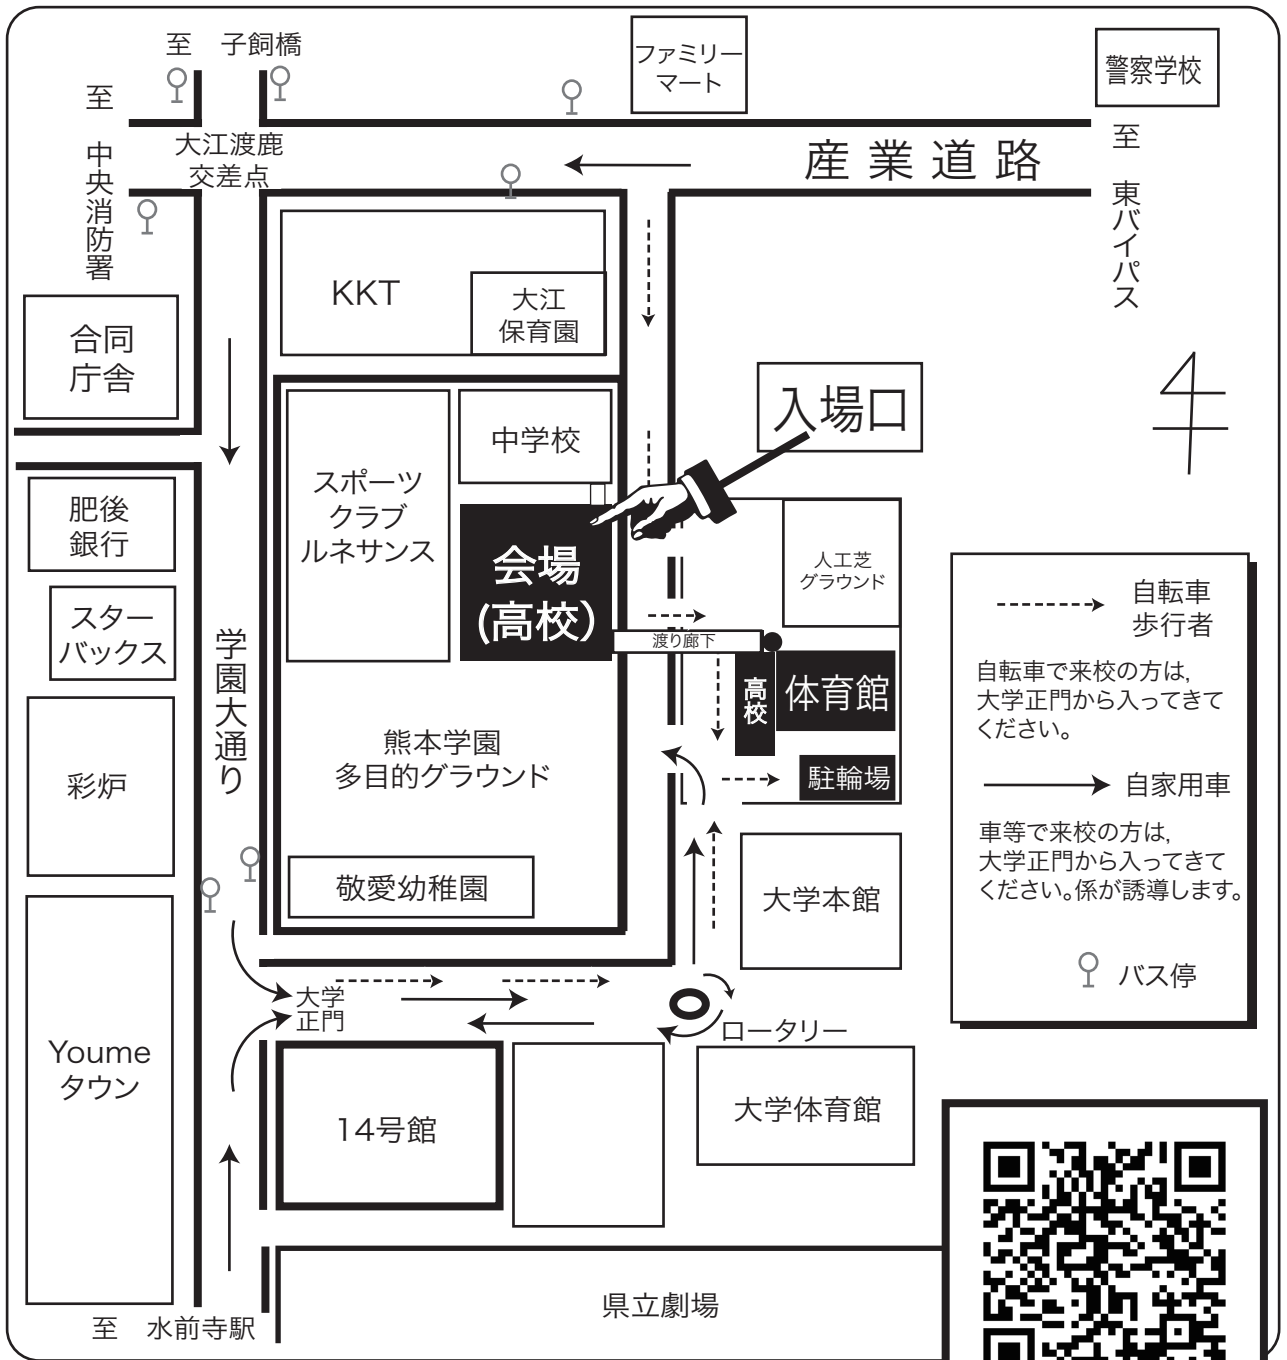 至 子飼橋
ファミリー
マート
警察学校
至 中央消防署
大江渡鹿
交差点
産業道路
至 東バイパス
KKT
大江
保育園
合同
庁舎
入場口
中学校
スポーツ
クラブ
ルネサンス
肥後
銀行
会場
(高校)
人工芝
グラウンド
スター
バックス
学園大通り
渡り廊下
高校
体育館
自転車
歩行者
自転車で来校の方は,
大学正門から入ってきて
ください。
熊本学園
多目的グラウンド
彩炉
駐輪場
自家用車
車等で来校の方は,
大学正門から入ってきて
ください。係が誘導します。
敬愛幼稚園
大学本館
バス停
大学
正門
ロータリー
Youme
タウン
14号館
大学体育館
県立劇場
至 水前寺駅